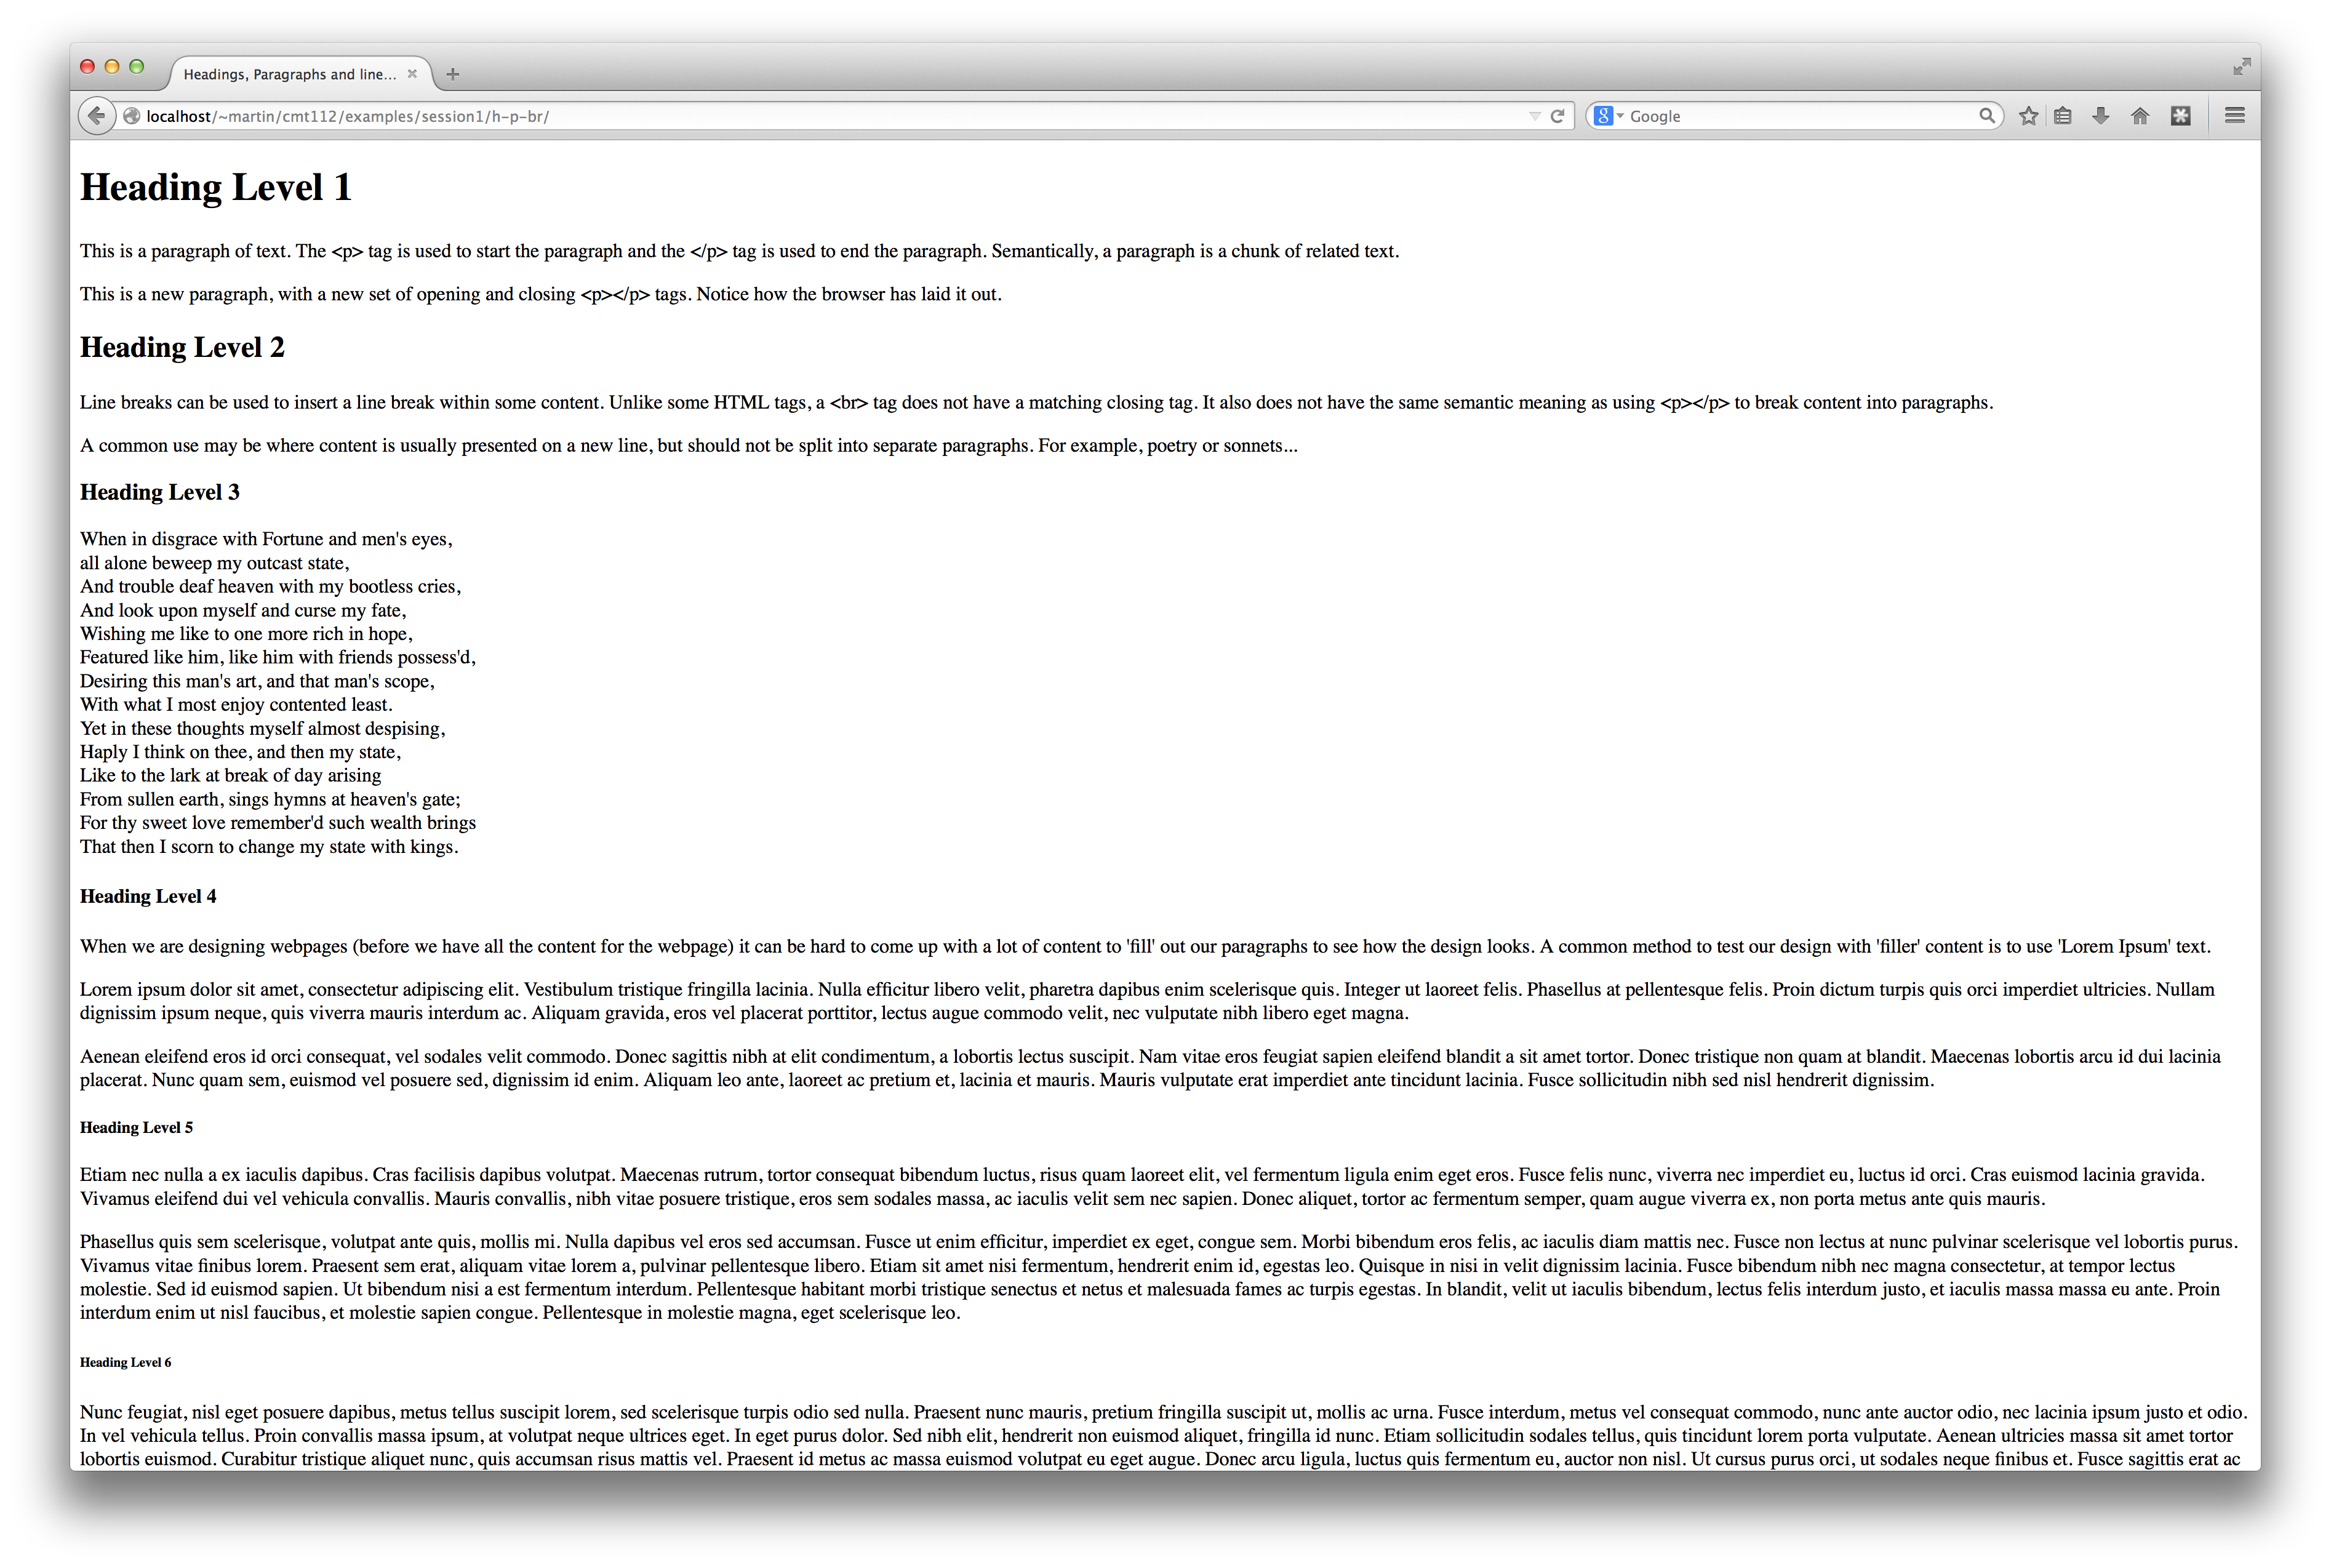 Headings, Paragraphs and line...
localhost/~martin/cmt112/examples/session1/h-p-br/
Google
Heading Level 1
This is a paragraph of text. The <p> tag is used to start the paragraph and the </p> tag is used to end the paragraph. Semantically, a paragraph is a chunk of related text.
This is a new paragraph, with a new set of opening and closing <p></p> tags. Notice how the browser has laid it out.
Heading Level 2
Line breaks can be used to insert a line break within some content. Unlike some HTML tags, a <br> tag does not have a matching closing tag. It also does not have the same semantic meaning as using <p></p> to break content into paragraphs.
A common use may be where content is usually presented on a new line, but should not be split into separate paragraphs. For example, poetry or sonnets...
Heading Level 3
When in disgrace with Fortune and men's eyes,
all alone beweep my outcast state,
And trouble deaf heaven with my bootless cries,
And look upon myself and curse my fate,
Wishing me like to one more rich in hope,
Featured like him, like him with friends possess'd,
Desiring this man's art, and that man's scope,
With what I most enjoy contented least.
Yet in these thoughts myself almost despising,
Haply I think on thee, and then my state,
Like to the lark at break of day arising
From sullen earth, sings hymns at heaven's gate;
For thy sweet love remember'd such wealth brings
That then I scorn to change my state with kings.
Heading Level 4
When we are designing webpages (before we have all the content for the webpage) it can be hard to come up with a lot of content to 'fill' out our paragraphs to see how the design looks. A common method to test our design with 'filler' content is to use 'Lorem Ipsum' text.
Lorem ipsum dolor sit amet, consectetur adipiscing elit. Vestibulum tristique fringilla lacinia. Nulla efficitur libero velit, pharetra dapibus enim scelerisque quis. Integer ut laoreet felis. Phasellus at pellentesque felis. Proin dictum turpis quis orci imperdiet ultricies. Nullam
dignissim ipsum neque, quis viverra mauris interdum ac. Aliquam gravida, eros vel placerat porttitor, lectus augue commodo velit, nec vulputate nibh libero eget magna.
Aenean eleifend eros id orci consequat, vel sodales velit commodo. Donec sagittis nibh at elit condimentum, a lobortis lectus suscipit. Nam vitae eros feugiat sapien eleifend blandit a sit amet tortor. Donec tristique non quam at blandit. Maecenas lobortis arcu id dui lacinia
placerat. Nunc quam sem, euismod vel posuere sed, dignissim id enim. Aliquam leo ante, laoreet ac pretium et, lacinia et mauris. Mauris vulputate erat imperdiet ante tincidunt lacinia. Fusce sollicitudin nibh sed nisl hendrerit dignissim.
Heading Level 5
Etiam nec nulla a ex iaculis dapibus. Cras facilisis dapibus volutpat. Maecenas rutrum, tortor consequat bibendum luctus, risus quam laoreet elit, vel fermentum ligula enim eget eros. Fusce felis nunc, viverra nec imperdiet eu, luctus id orci. Cras euismod lacinia gravida.
Vivamus eleifend dui vel vehicula convallis. Mauris convallis, nibh vitae posuere tristique, eros sem sodales massa, ac iaculis velit sem nec sapien. Donec aliquet, tortor ac fermentum semper, quam augue viverra ex, non porta metus ante quis mauris.
Phasellus quis sem scelerisque, volutpat ante quis, mollis mi. Nulla dapibus vel eros sed accumsan. Fusce ut enim efficitur, imperdiet ex eget, congue sem. Morbi bibendum eros felis, ac iaculis diam mattis nec. Fusce non lectus at nunc pulvinar scelerisque vel lobortis purus.
Vivamus vitae finibus lorem. Praesent sem erat, aliquam vitae lorem a, pulvinar pellentesque libero. Etiam sit amet nisi fermentum, hendrerit enim id, egestas leo. Quisque in nisi in velit dignissim lacinia. Fusce bibendum nibh nec magna consectetur, at tempor lectus
molestie. Sed id euismod sapien. Ut bibendum nisi a est fermentum interdum. Pellentesque habitant morbi tristique senectus et netus et malesuada fames ac turpis egestas. In blandit, velit ut iaculis bibendum, lectus felis interdum justo, et iaculis massa massa eu ante. Proin
interdum enim ut nisl faucibus, et molestie sapien congue. Pellentesque in molestie magna, eget scelerisque leo.
Heading Level 6
Nunc feugiat, nisl eget posuere dapibus, metus tellus suscipit lorem, sed scelerisque turpis odio sed nulla. Praesent nunc mauris, pretium fringilla suscipit ut, mollis ac urna. Fusce interdum, metus vel consequat commodo, nunc ante auctor odio, nec lacinia ipsum justo et odio.
In vel vehicula tellus. Proin convallis massa ipsum, at volutpat neque ultrices eget. In eget purus dolor. Sed nibh elit, hendrerit non euismod aliquet, fringilla id nunc. Etiam sollicitudin sodales tellus, quis tincidunt lorem porta vulputate. Aenean ultricies massa sit amet tortor
lobortis euismod. Curabitur tristique aliquet nunc, quis accumsan risus mattis vel. Praesent id metus ac massa euismod volutpat eu eget augue. Donec arcu ligula, luctus quis fermentum eu, auctor non nisl. Ut cursus purus orci, ut sodales neque finibus et. Fusce sagittis erat ac